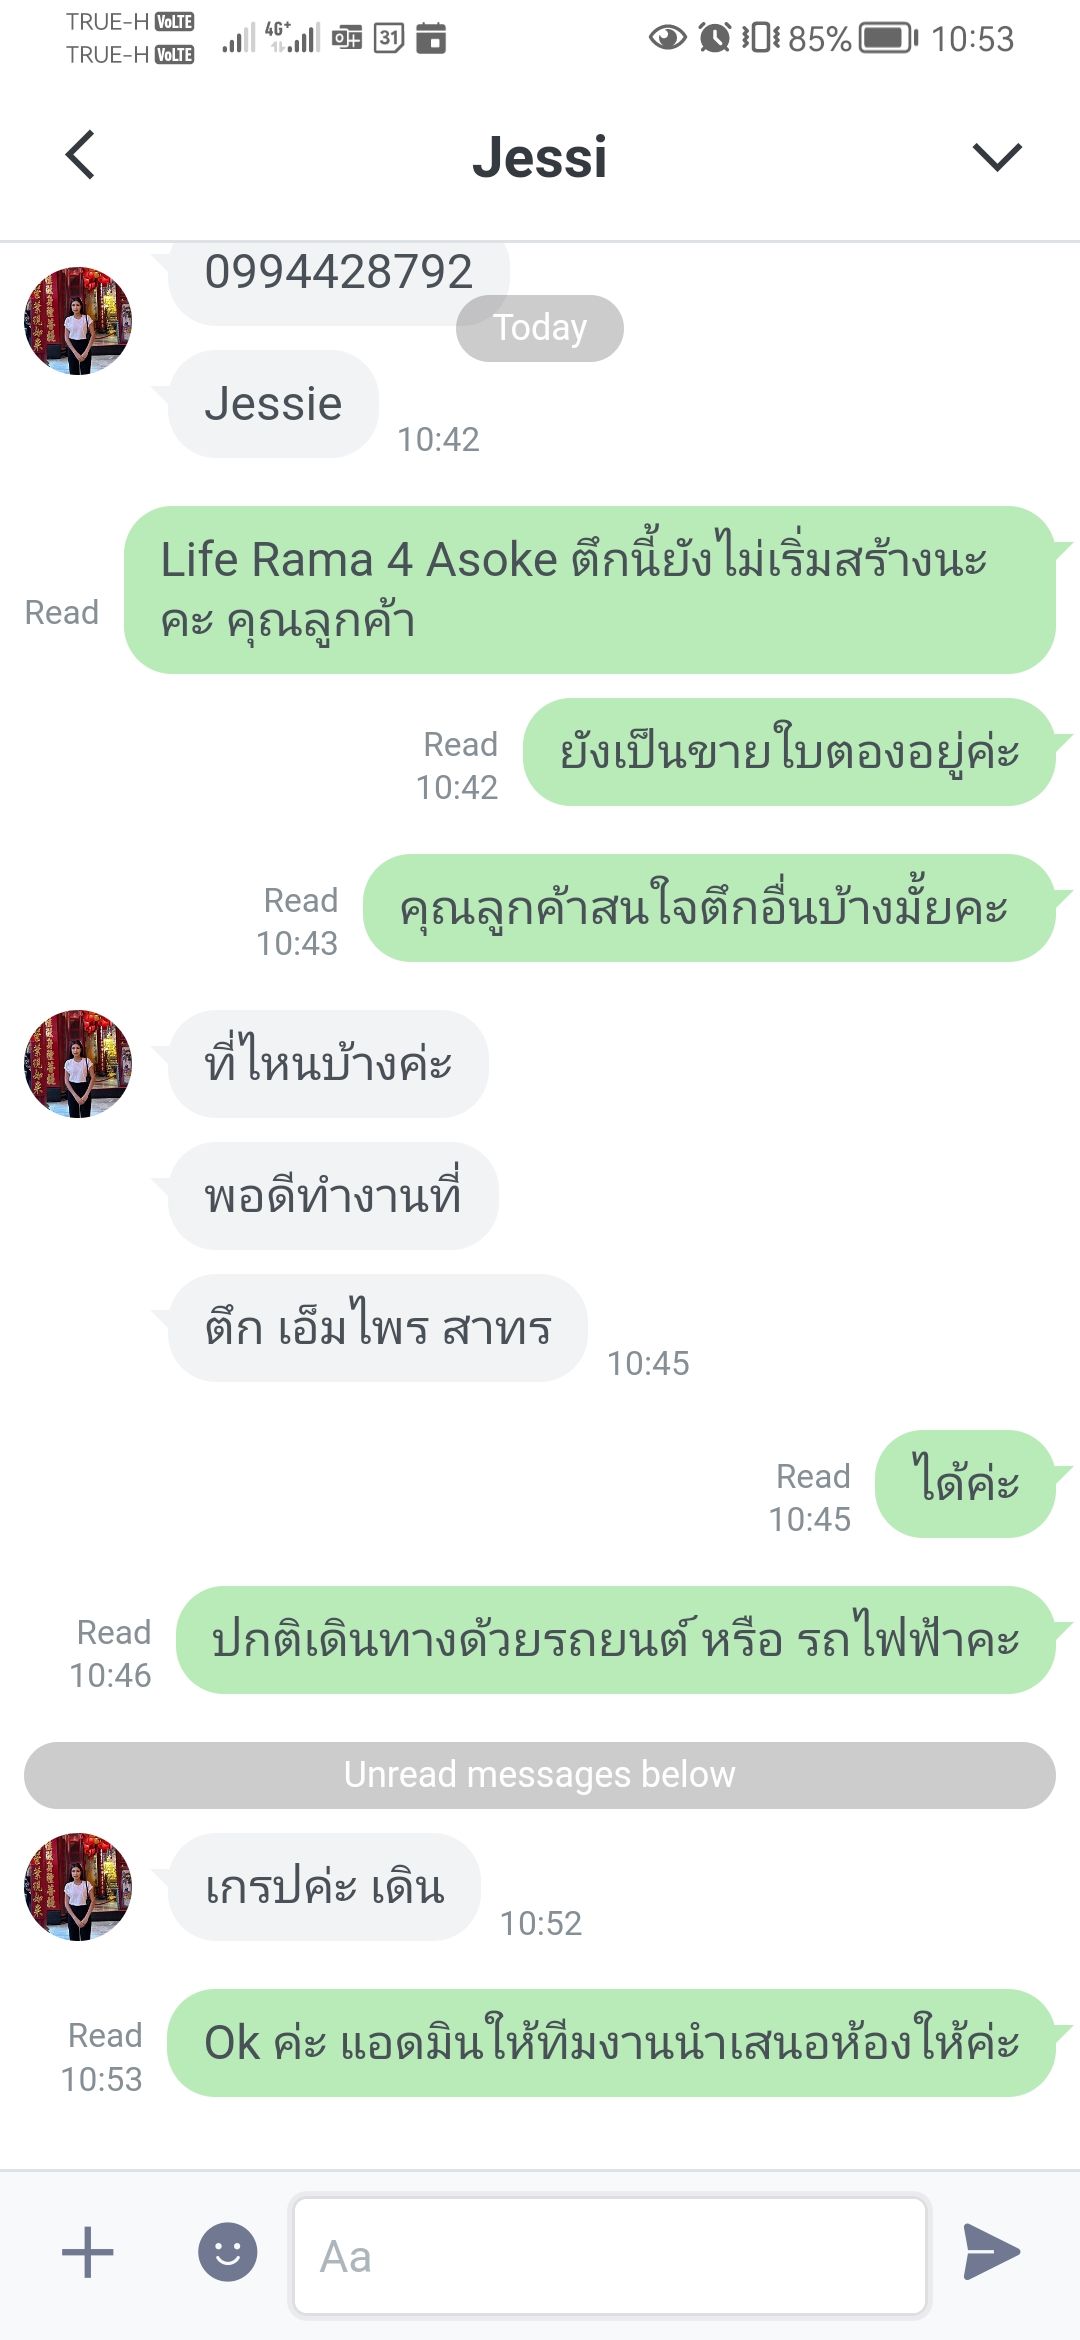 TRUE-H VoLTE
TRUE-H VoLTE
4G+
31
85%
10:53
Jessi
0994428792
Today
Jessie
10:42
Life Rama 4 Asoke ตึกนี้ยังไม่เริ่มสร้างนะ
คะ คุณลูกค้า
Read
ยังเป็นขายใบตองอยู่ค่ะ
Read
10:42
คุณลูกค้าสนใจตึกอื่นบ้างมั้ยคะ
Read
10:43
ที่ไหนบ้างค่ะ
พอดีทำงานที่
ตึก เอ็มไพร สาทร
10:45
ได้ค่ะ
Read
10:45
ปกติเดินทางด้วยรถยนต์ หรือ รถไฟฟ้าคะ
Read
10:46
Unread messages below
เกรปค่ะ เดิน
10:52
Ok ค่ะ แอดมินให้ทีมงานนำเสนอห้องให้ค่ะ
Read
10:53
Aa